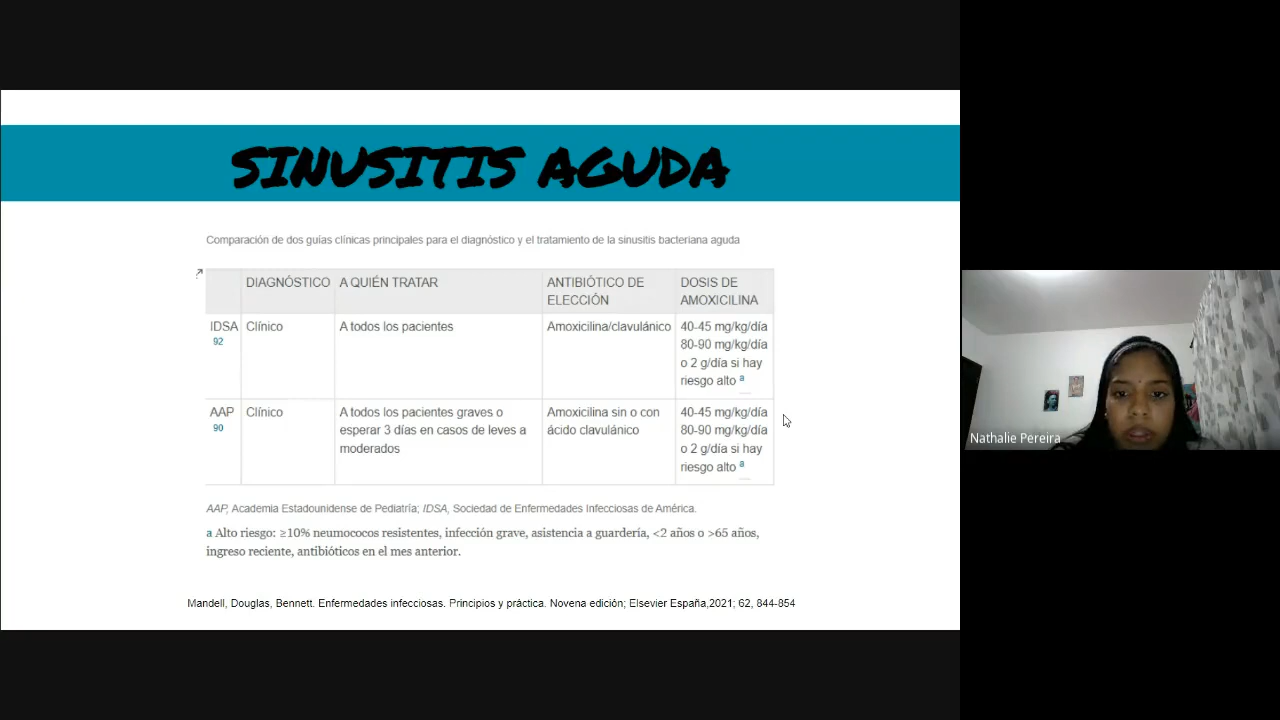 SINUSITIS AGUDA
Comparación de dos guías clínicas principales para el diagnóstico y el tratamiento de la sinusitis bacteriana aguda
DIAGNÓSTICO
A QUIÉN TRATAR
ANTIBIÓTICO DE
ELECCIÓN
DOSIS DE
AMOXICILINA
IDSA
92
Clínico
A todos los pacientes
Amoxicilina/clavulánico
40-45 mg/kg/día
80-90 mg/kg/día
o 2 g/día si hay
riesgo alto a
AAP
90
Clínico
A todos los pacientes graves o
esperar 3 días en casos de leves a
moderados
Amoxicilina sin o con
ácido clavulánico
40-45 mg/kg/día
80-90 mg/kg/día
o 2 g/día si hay
riesgo alto a
AAP, Academia Estadounidense de Pediatría; IDSA, Sociedad de Enfermedades Infecciosas de América.
a Alto riesgo: ≥10% neumococos resistentes, infección grave, asistencia a guardería, <2 años o >65 años,
ingreso reciente, antibióticos en el mes anterior.
Mandell, Douglas, Bennett. Enfermedades infecciosas. Principios y práctica. Novena edición; Elsevier España,2021; 62, 844-854
Nathalie Pereira